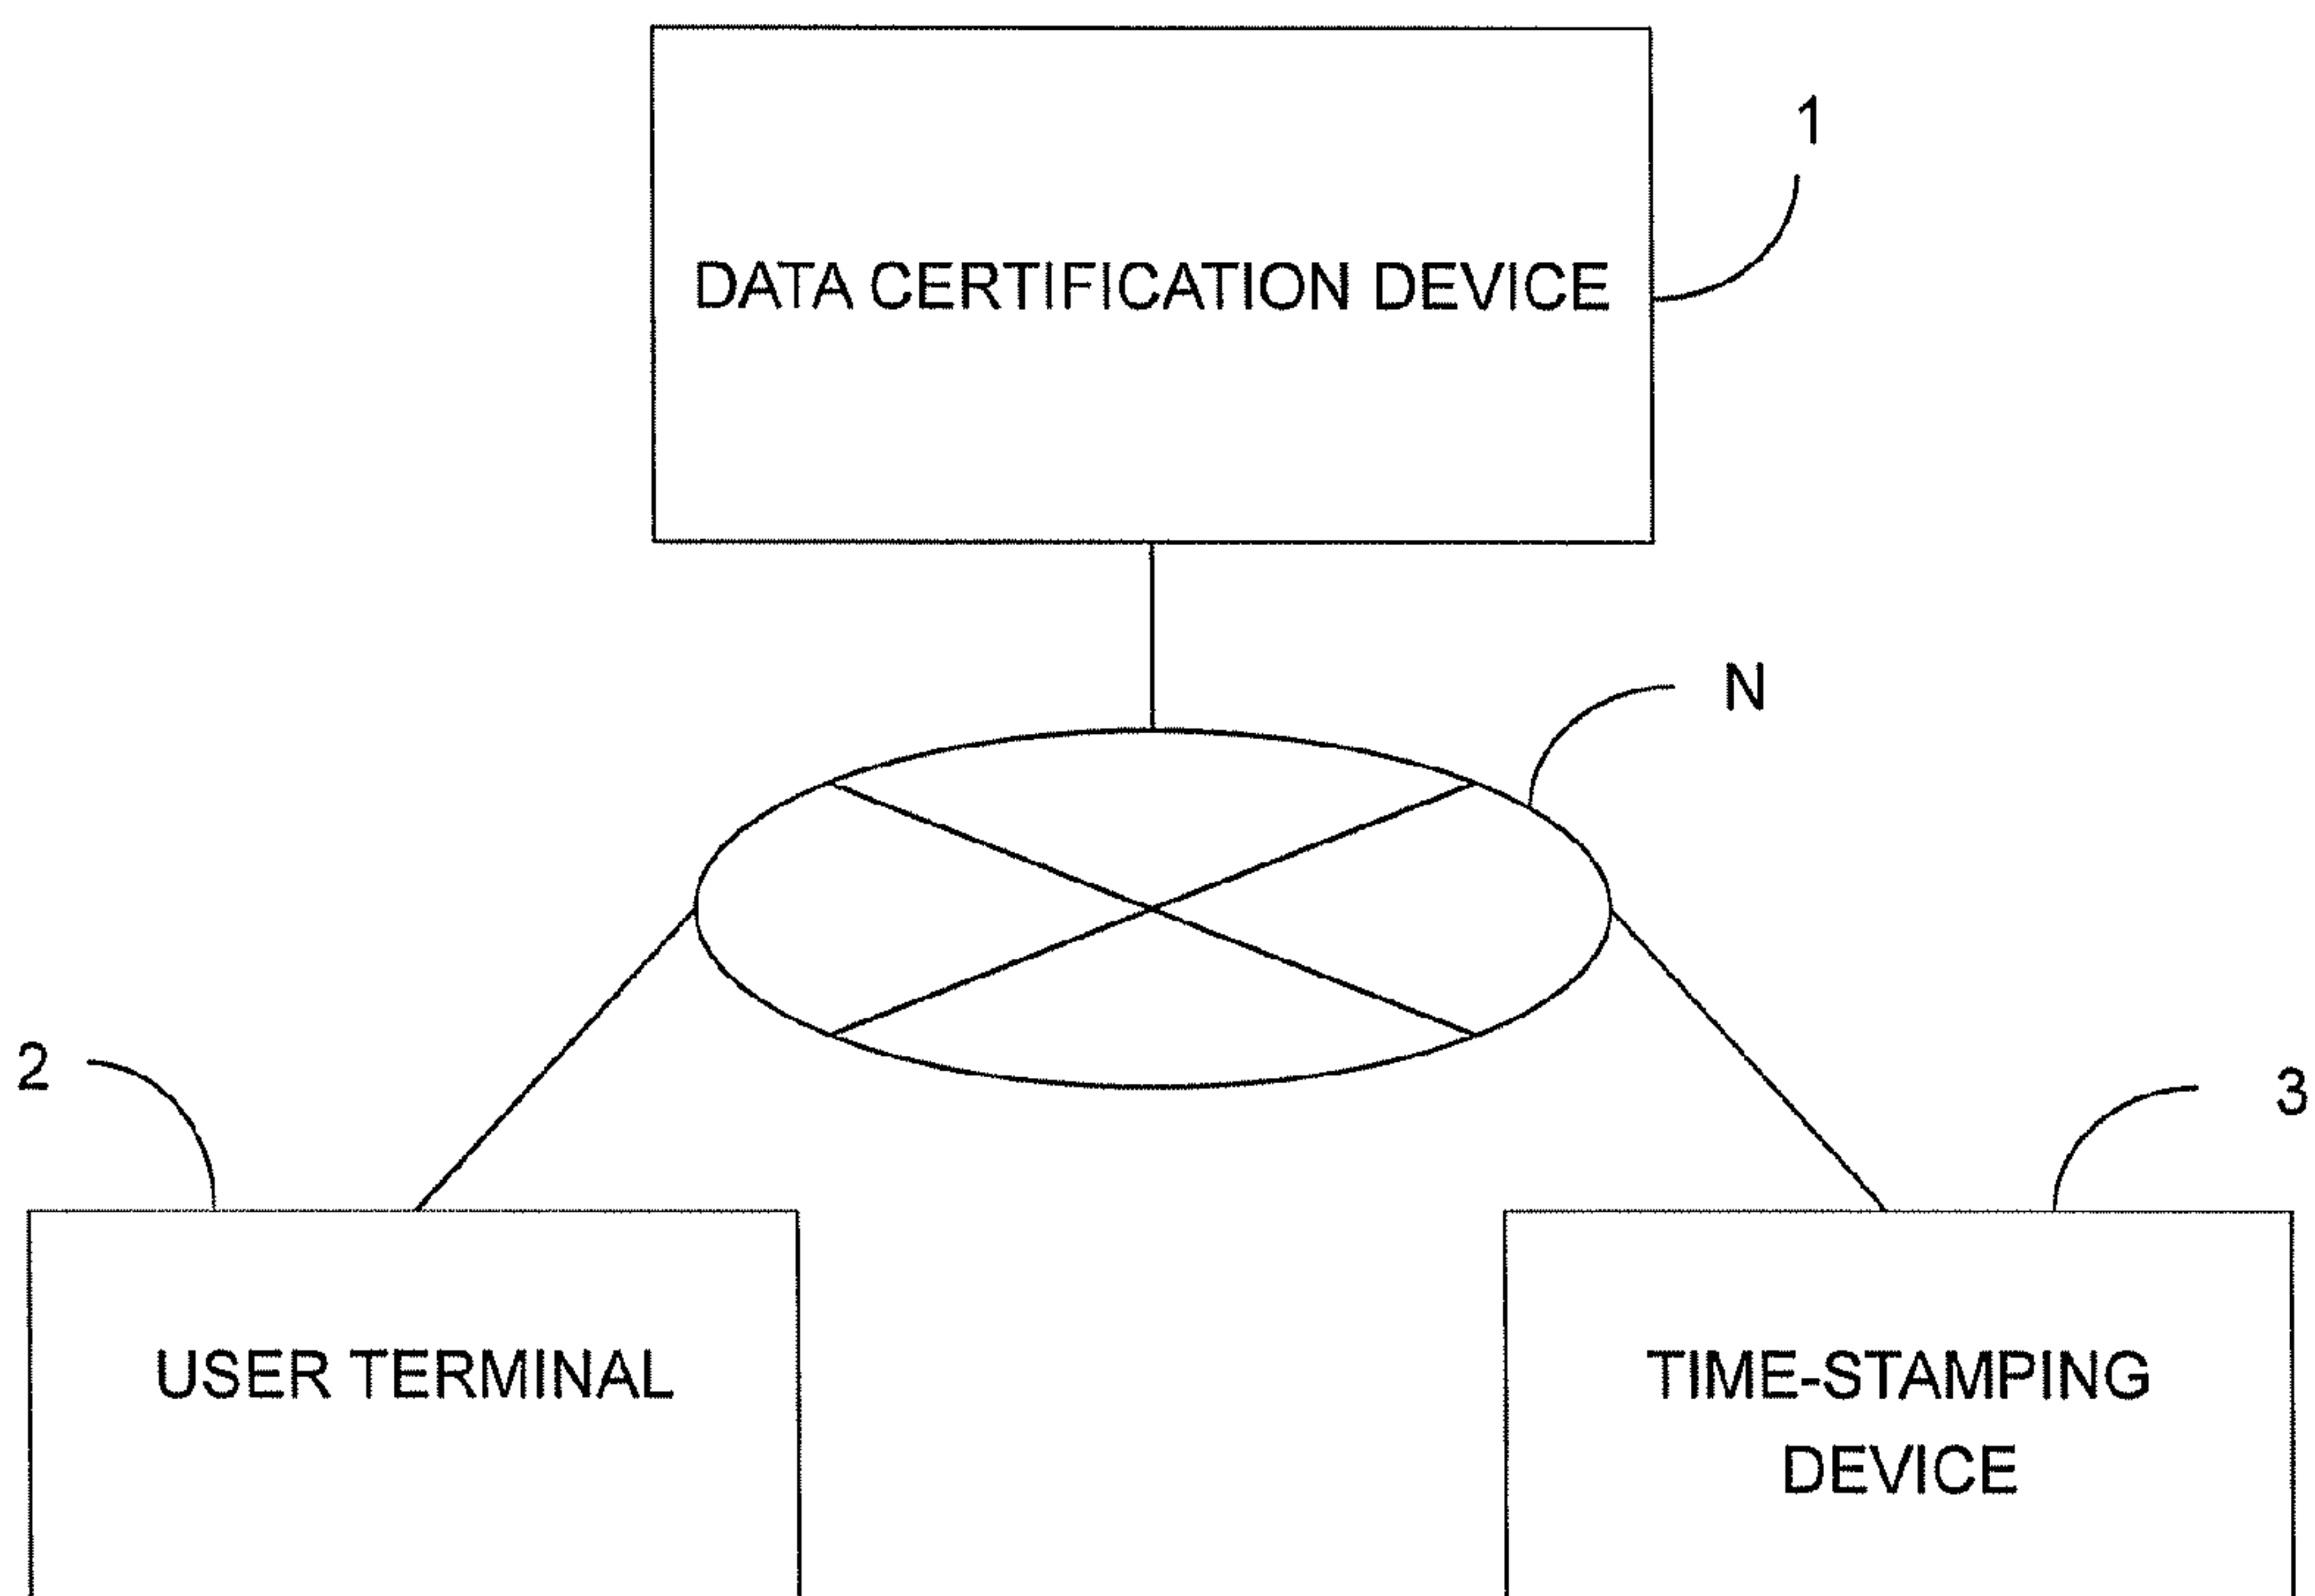 1
DATA CERTIFICATION DEVICE
N
2
3
USER TERMINAL
TIME-STAMPING
DEVICE